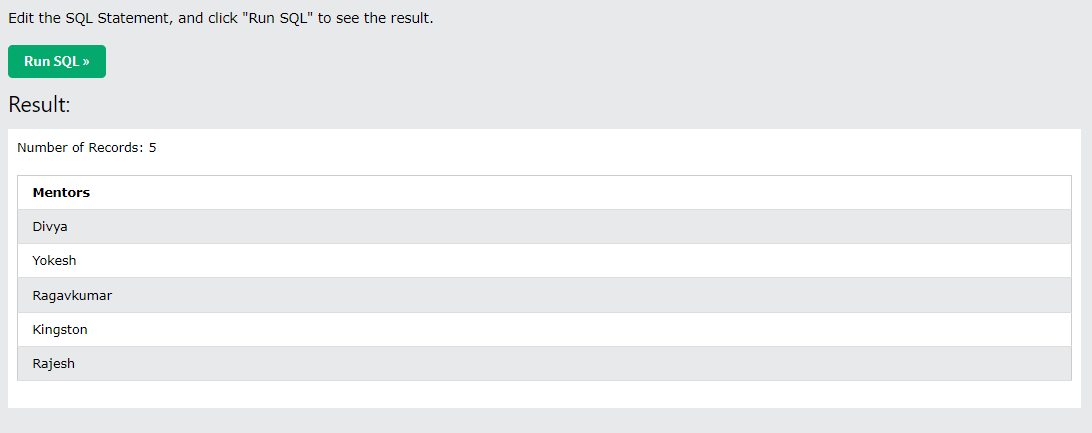 Edit the SQL Statement, and click "Run SQL" to see the result.
Run SQL »
Result:
Number of Records: 5
Mentors
Divya
Yokesh
Ragavkumar
Kingston
Rajesh